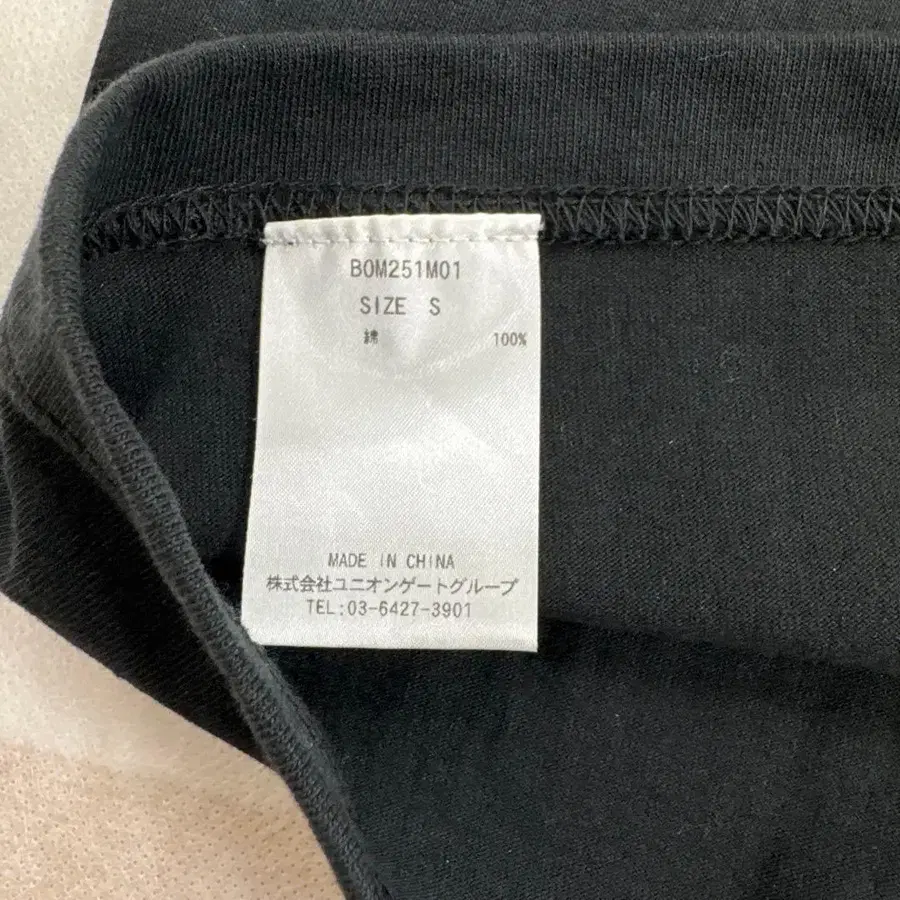 BOM251M01
SIZE S
綿 100%
MADE IN CHINA
株式会社ユニオンゲートグループ
TEL:03-6427-3901